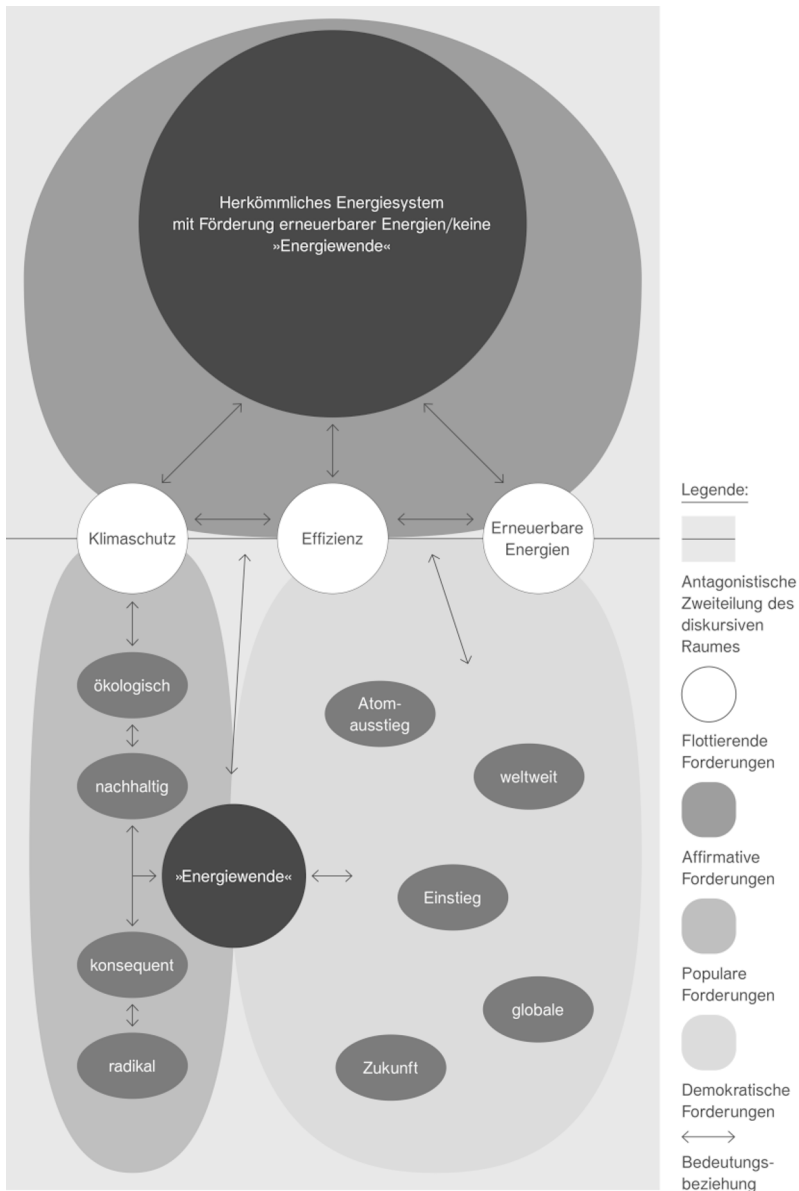 Herkömmliches Energiesystem
mit Förderung erneuerbarer Energien/keine
»Energiewende«
Klimaschutz
Effizienz
Erneuerbare
Energien
ökologisch
nachhaltig
»Energiewende«
konsequent
radikal
Atom-
ausstieg
weltweit
Einstieg
globale
Zukunft
Legende:
Antagonistische
Zweiteilung des
diskursiven
Raumes
Flottierende
Forderungen
Affirmative
Forderungen
Populare
Forderungen
Demokratische
Forderungen
Bedeutungs-
beziehung